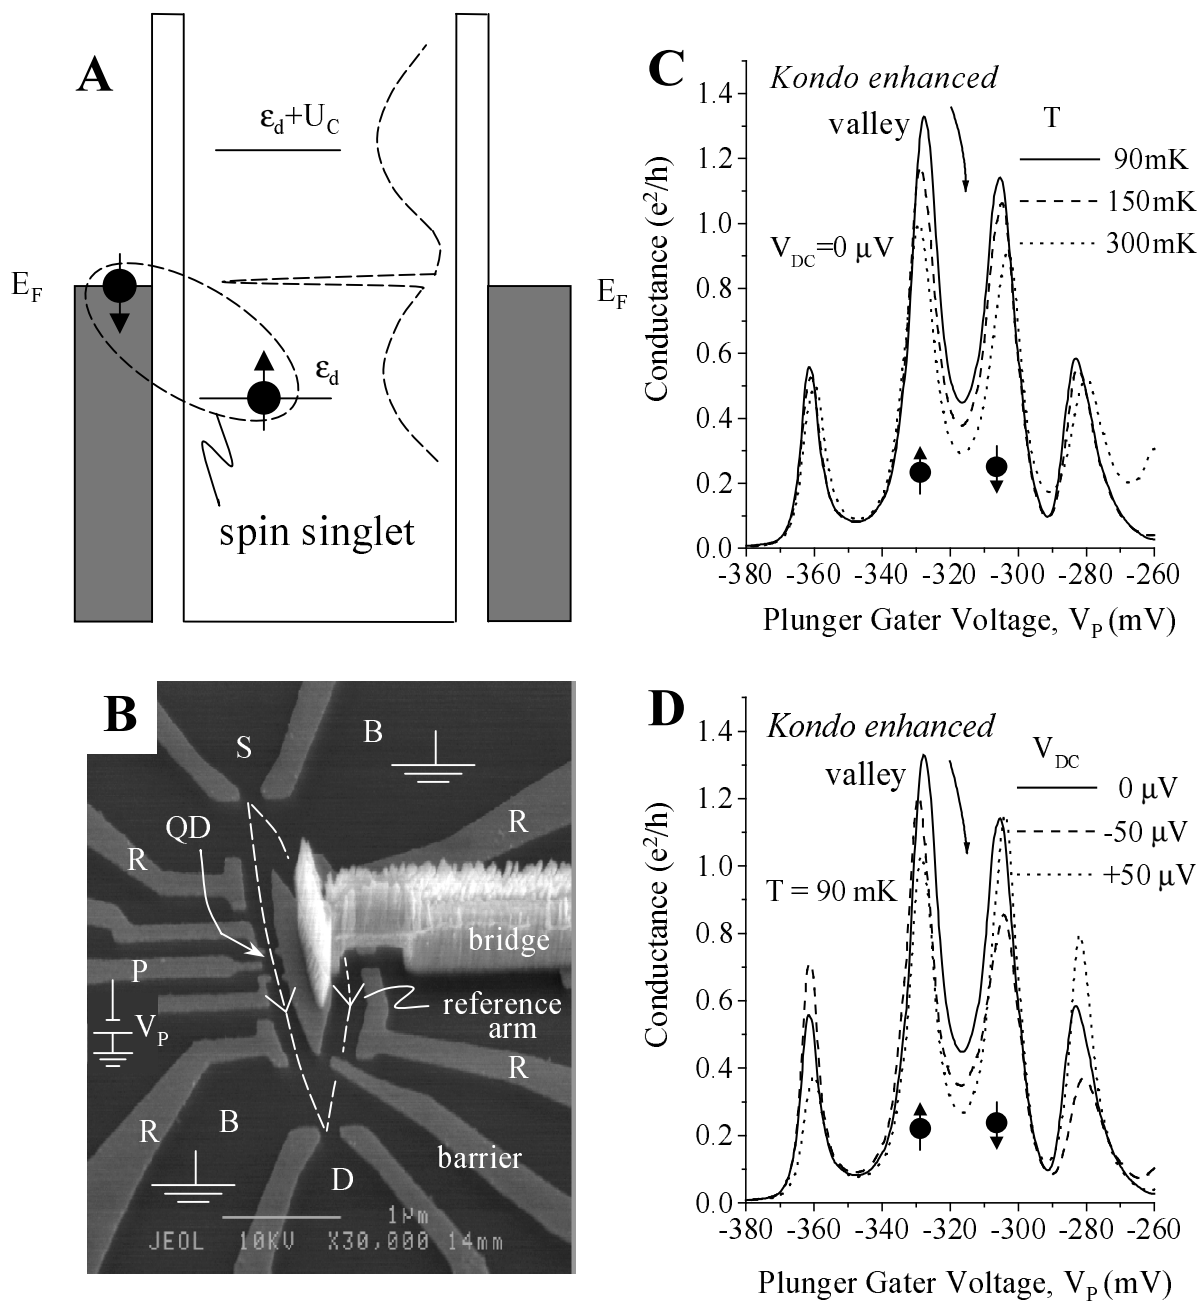 A
ε_d+U_C
E_F
E_F
ε_d
spin singlet
B
S
B
QD
R
R
bridge
P
V_P
reference
arm
R
R
B
barrier
D
1μm
JEOL 10KV X30,000 14mm
C
Kondo enhanced
valley
T
90mK
150mK
300mK
V_DC=0 μV
Conductance (e²/h)
1.4
1.2
1.0
0.8
0.6
0.4
0.2
0.0
-380 -360 -340 -320 -300 -280 -260
Plunger Gater Voltage, V_P (mV)
D
Kondo enhanced
valley
V_DC
0 μV
-50 μV
+50 μV
T = 90 mK
Conductance (e²/h)
1.4
1.2
1.0
0.8
0.6
0.4
0.2
0.0
-380 -360 -340 -320 -300 -280 -260
Plunger Gater Voltage, V_P (mV)